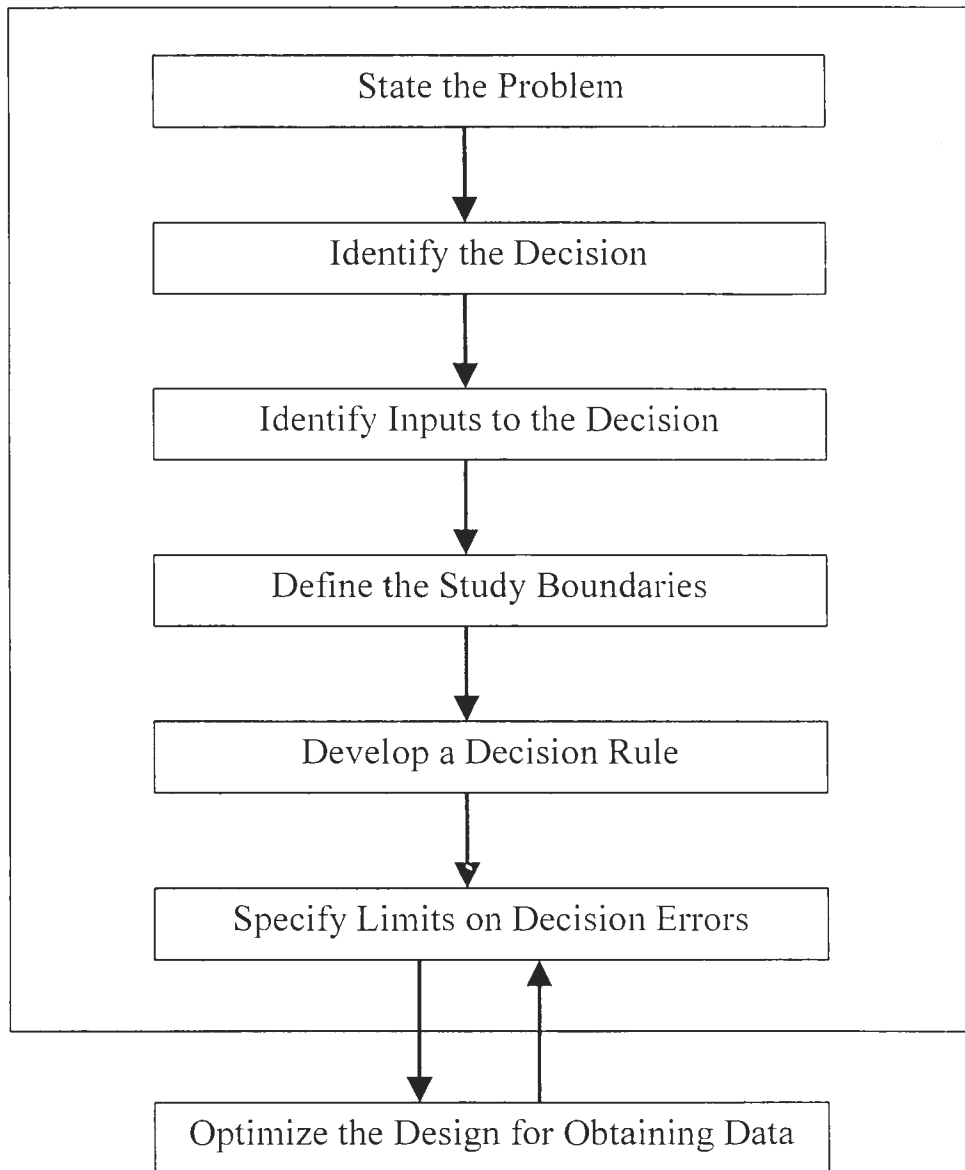 State the Problem
Identify the Decision
Identify Inputs to the Decision
Define the Study Boundaries
Develop a Decision Rule
Specify Limits on Decision Errors
Optimize the Design for Obtaining Data